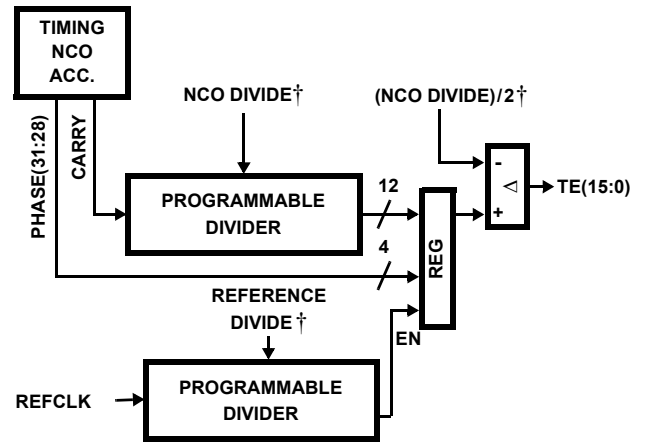 TIMING
NCO
ACC.
NCO DIVIDE†
(NCO DIVIDE)/2†
PHASE(31:28)
CARRY
-
+
Δ
TE(15:0)
PROGRAMMABLE
DIVIDER
12
4
REG
REFERENCE
DIVIDE†
EN
REFCLK
PROGRAMMABLE
DIVIDER